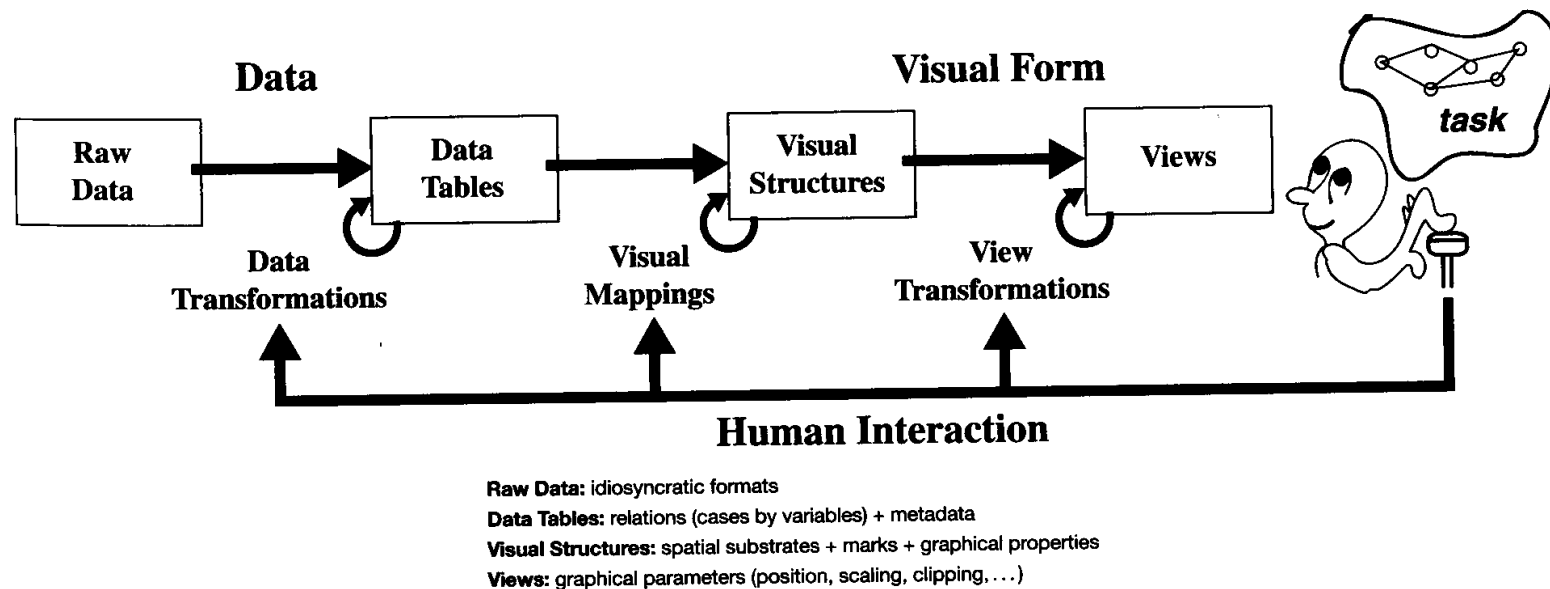 Data
Visual Form
task
Raw
Data
Data
Tables
Visual
Structures
Views
Data
Transformations
Visual
Mappings
View
Transformations
Human Interaction
Raw Data: idiosyncratic formats
Data Tables: relations (cases by variables) + metadata
Visual Structures: spatial substrates + marks + graphical properties
Views: graphical parameters (position, scaling, clipping, . . . )